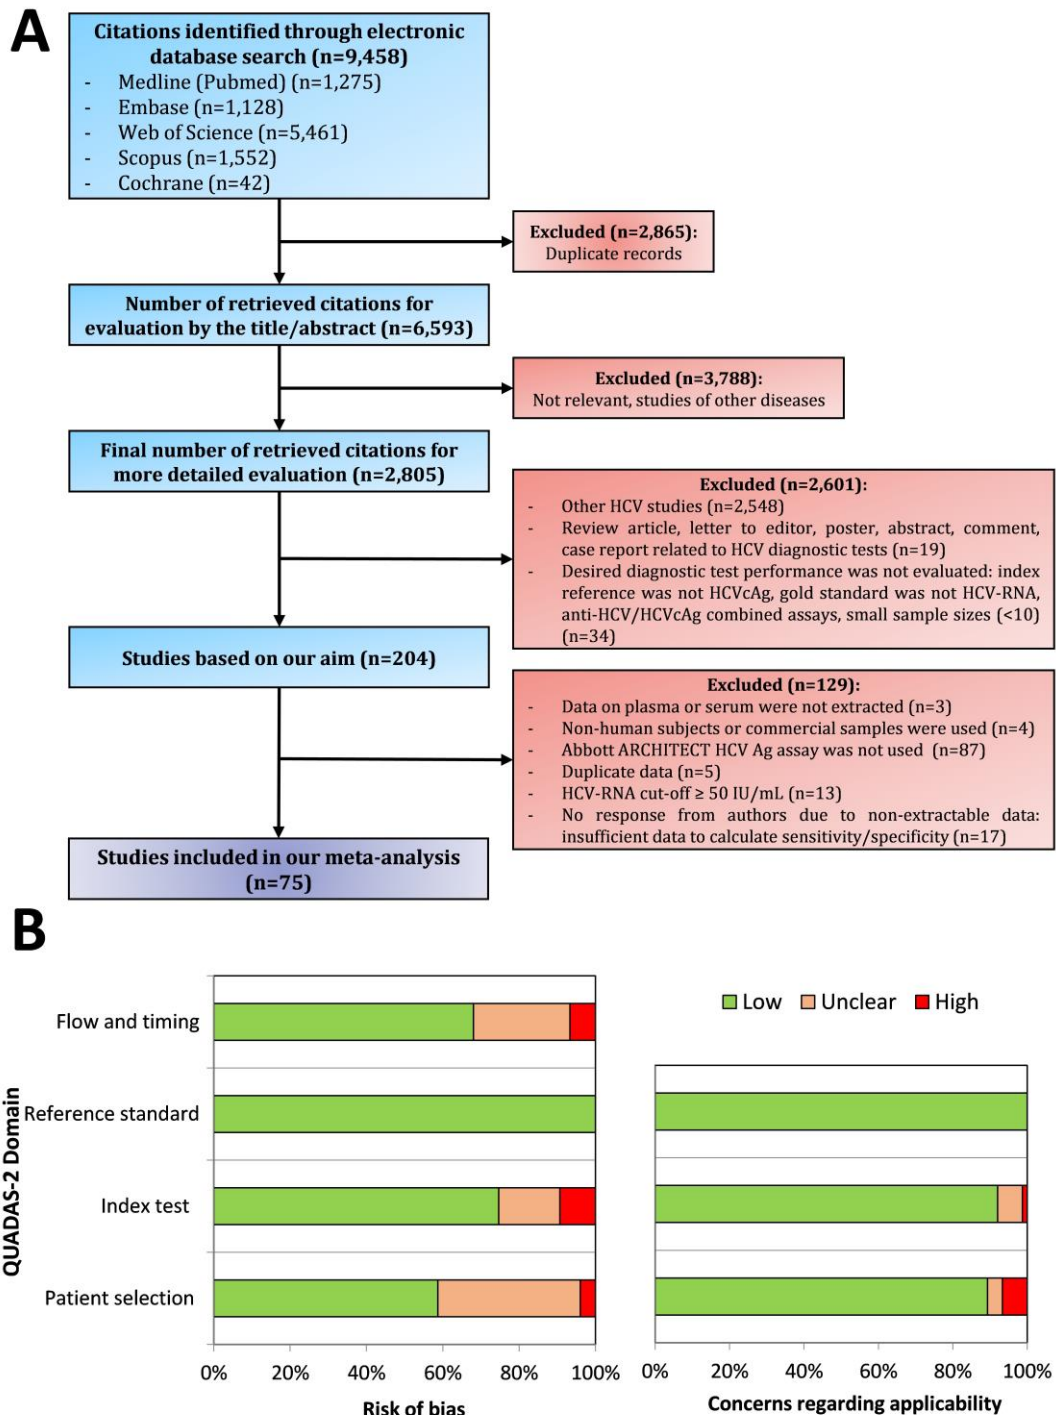 A
Citations identified through electronic
database search (n=9,458)
- Medline (Pubmed) (n=1,275)
- Embase (n=1,128)
- Web of Science (n=5,461)
- Scopus (n=1,552)
- Cochrane (n=42)
Excluded (n=2,865):
Duplicate records
Number of retrieved citations for
evaluation by the title/abstract (n=6,593)
Excluded (n=3,788):
Not relevant, studies of other diseases
Final number of retrieved citations for
more detailed evaluation (n=2,805)
Excluded (n=2,601):
- Other HCV studies (n=2,548)
- Review article, letter to editor, poster, abstract, comment,
case report related to HCV diagnostic tests (n=19)
- Desired diagnostic test performance was not evaluated: index
reference was not HCVcAg, gold standard was not HCV-RNA,
anti-HCV/HCVcAg combined assays, small sample sizes (<10)
(n=34)
Studies based on our aim (n=204)
Excluded (n=129):
- Data on plasma or serum were not extracted (n=3)
- Non-human subjects or commercial samples were used (n=4)
- Abbott ARCHITECT HCV Ag assay was not used (n=87)
- Duplicate data (n=5)
- HCV-RNA cut-off ≥ 50 IU/mL (n=13)
- No response from authors due to non-extractable data:
insufficient data to calculate sensitivity/specificity (n=17)
Studies included in our meta-analysis
(n=75)
B
QUADAS-2 Domain
Flow and timing
Reference standard
Index test
Patient selection
0% 20% 40% 60% 80% 100%
Risk of bias
Low Unclear High
0% 20% 40% 60% 80% 100%
Concerns regarding applicability